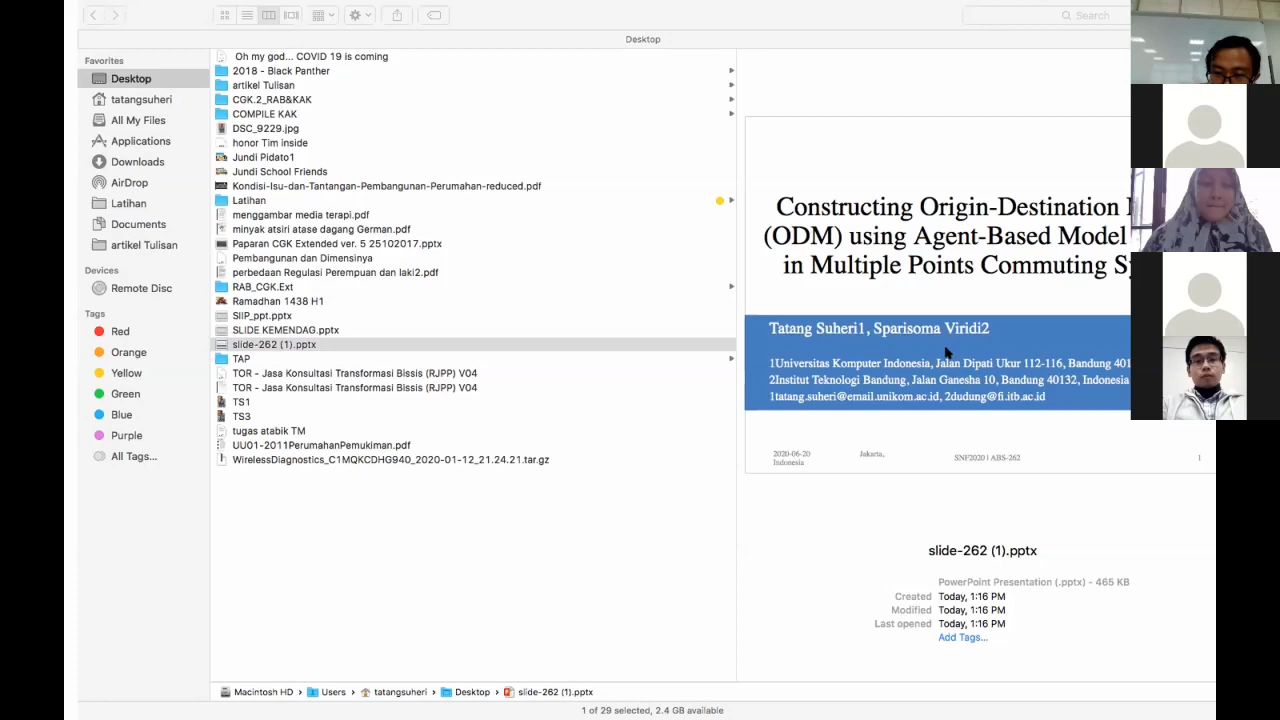 Search
Desktop
Favorites
Desktop
tatangsuheri
All My Files
Applications
Downloads
AirDrop
Latihan
Documents
artikel Tulisan
Devices
Remote Disc
Tags
Red
Orange
Yellow
Green
Blue
Purple
All Tags...
Oh my god... COVID 19 is coming
2018 - Black Panther
artikel Tulisan
CGK.2_RAB&KAK
COMPILE KAK
DSC_9229.jpg
honor Tim inside
Jundi Pidato1
Jundi School Friends
Kondisi-Isu-dan-Tantangan-Pembangunan-Perumahan-reduced.pdf
Latihan
menggambar media terapi.pdf
minyak atsiri atase dagang German.pdf
Paparan CGK Extended ver. 5 25102017.pptx
Pembangunan dan Dimensinya
perbedaan Regulasi Perempuan dan laki2.pdf
RAB_CGK.Ext
Ramadhan 1438 H1
SIIP_ppt.pptx
SLIDE KEMENDAG.pptx
slide-262 (1).pptx
TAP
TOR - Jasa Konsultasi Transformasi Bissis (RJPP) V04
TOR - Jasa Konsultasi Transformasi Bissis (RJPP) V04
TS1
TS3
tugas atabik TM
UU01-2011PerumahanPemukiman.pdf
WirelessDiagnostics_C1MQKCDHG940_2020-01-12_21.24.21.tar.gz
Constructing Origin-Destination
(ODM) using Agent-Based Model
in Multiple Points Commuting
Tatang Suheri1, Sparisoma Viridi2
1Universitas Komputer Indonesia, Jalan Dipati Ukur 112-116, Bandung 401
2Institut Teknologi Bandung, Jalan Ganesha 10, Bandung 40132, Indonesia
1tatang.suheri@email.unikom.ac.id, 2dudung@fi.itb.ac.id
2020-06-20 Jakarta,
Indonesia
SNF2020 | ABS-262
1
slide-262 (1).pptx
PowerPoint Presentation (.pptx) - 465 KB
Created Today, 1:16 PM
Modified Today, 1:16 PM
Last opened Today, 1:16 PM
Add Tags...
Macintosh HD › Users › tatangsuheri › Desktop › slide-262 (1).pptx
1 of 29 selected, 2.4 GB available